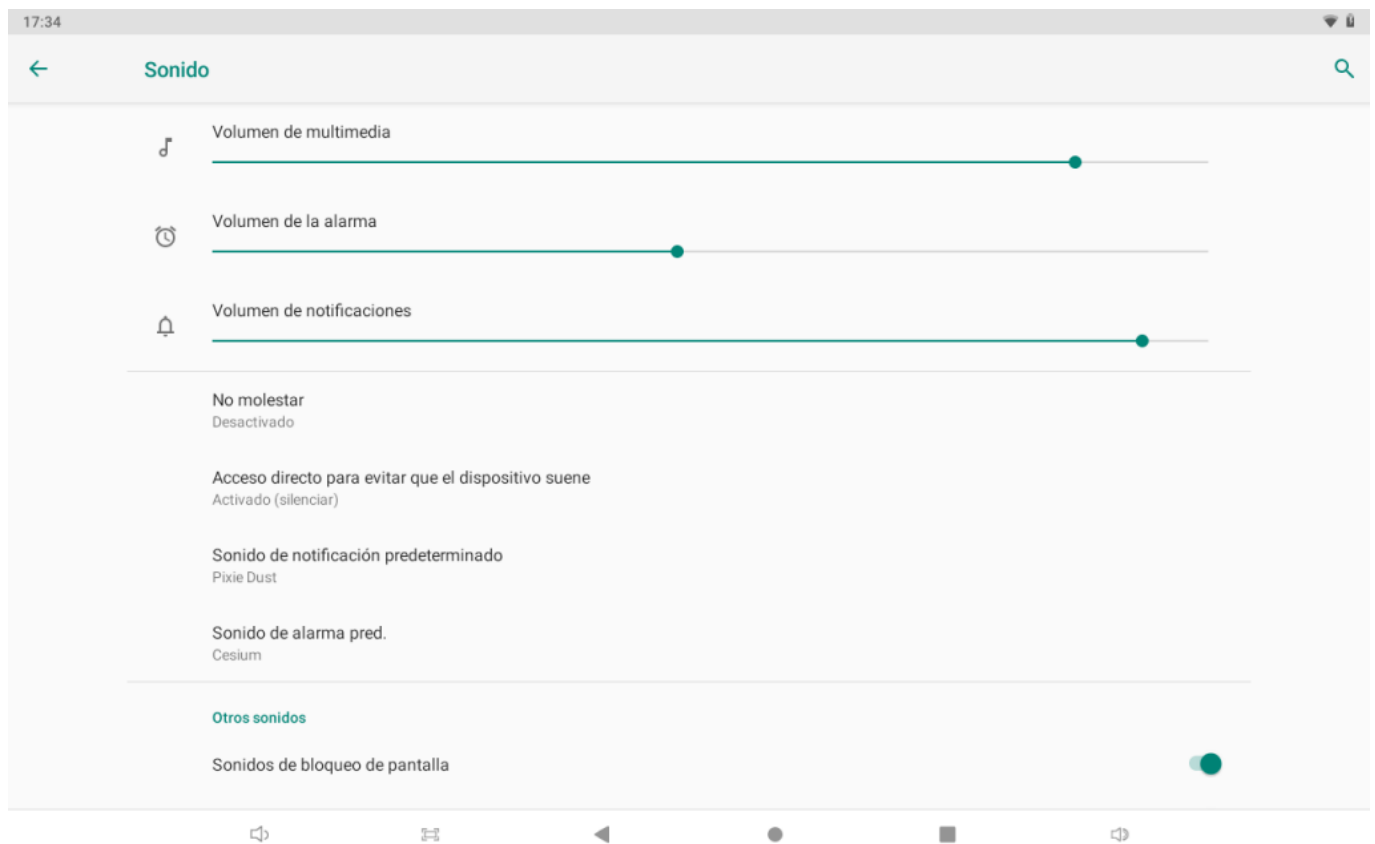 17:34
Sonido
Volumen de multimedia
Volumen de la alarma
Volumen de notificaciones
No molestar
Desactivado
Acceso directo para evitar que el dispositivo suene
Activado (silenciar)
Sonido de notificación predeterminado
Pixie Dust
Sonido de alarma pred.
Cesium
Otros sonidos
Sonidos de bloqueo de pantalla